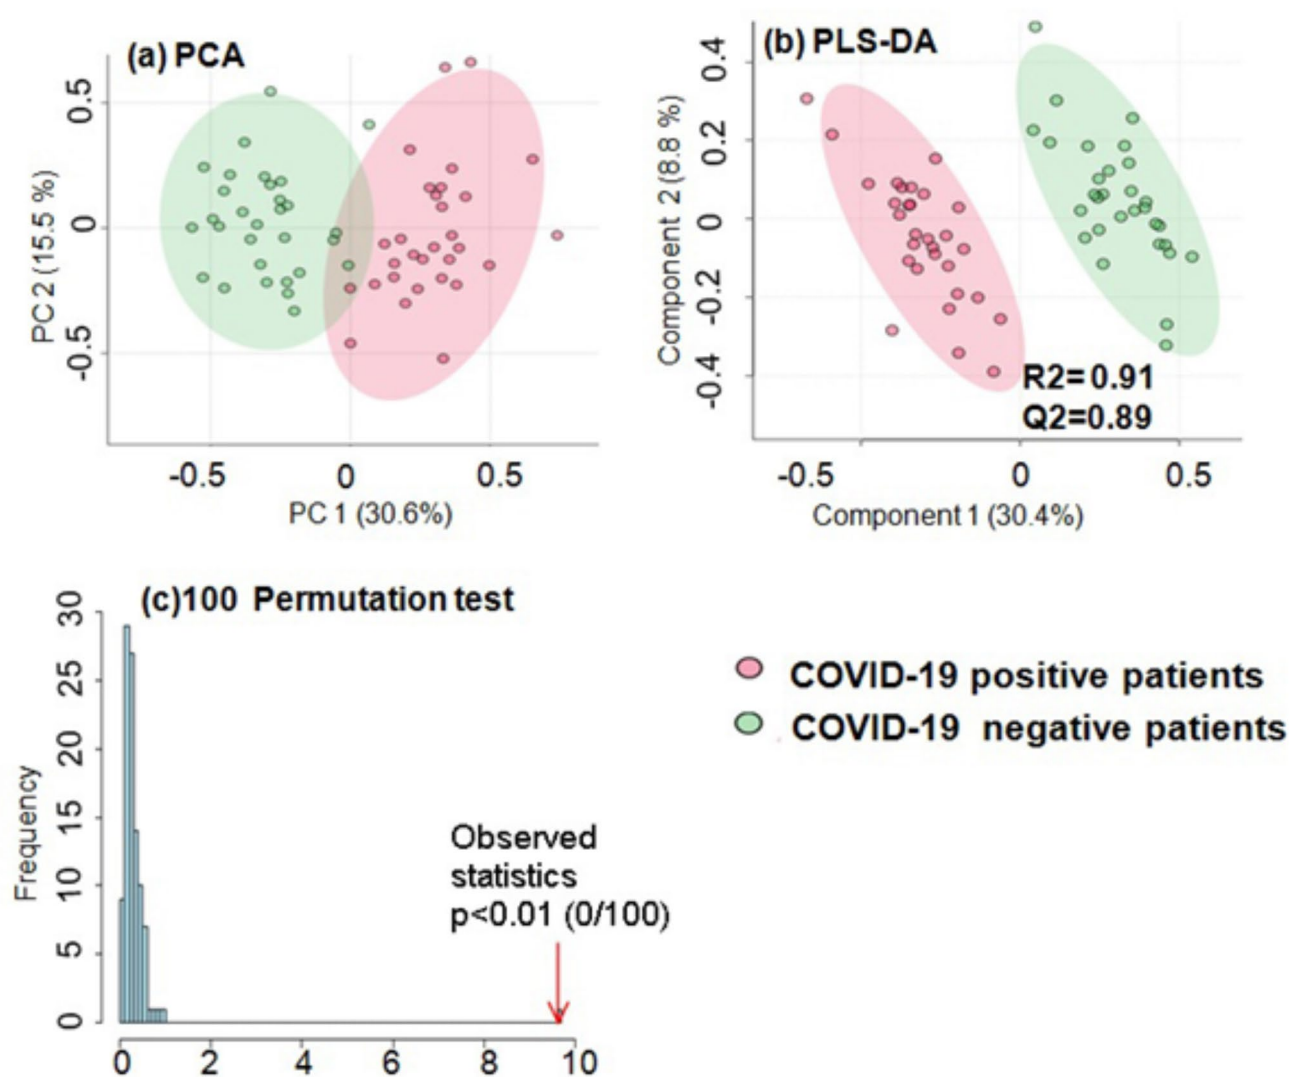 (a) PCA
0.5
0
-0.5
PC 2 (15.5 %)
-0.5
0
0.5
PC 1 (30.6%)
(b) PLS-DA
0.4
0.2
0
-0.2
-0.4
Component 2 (8.8 %)
R2= 0.91
Q2=0.89
-0.5
0
0.5
Component 1 (30.4%)
(c)100 Permutation test
30
25
20
15
10
5
0
Frequency
Observed
statistics
p<0.01 (0/100)
0
2
4
6
8
10
COVID-19 positive patients
COVID-19 negative patients